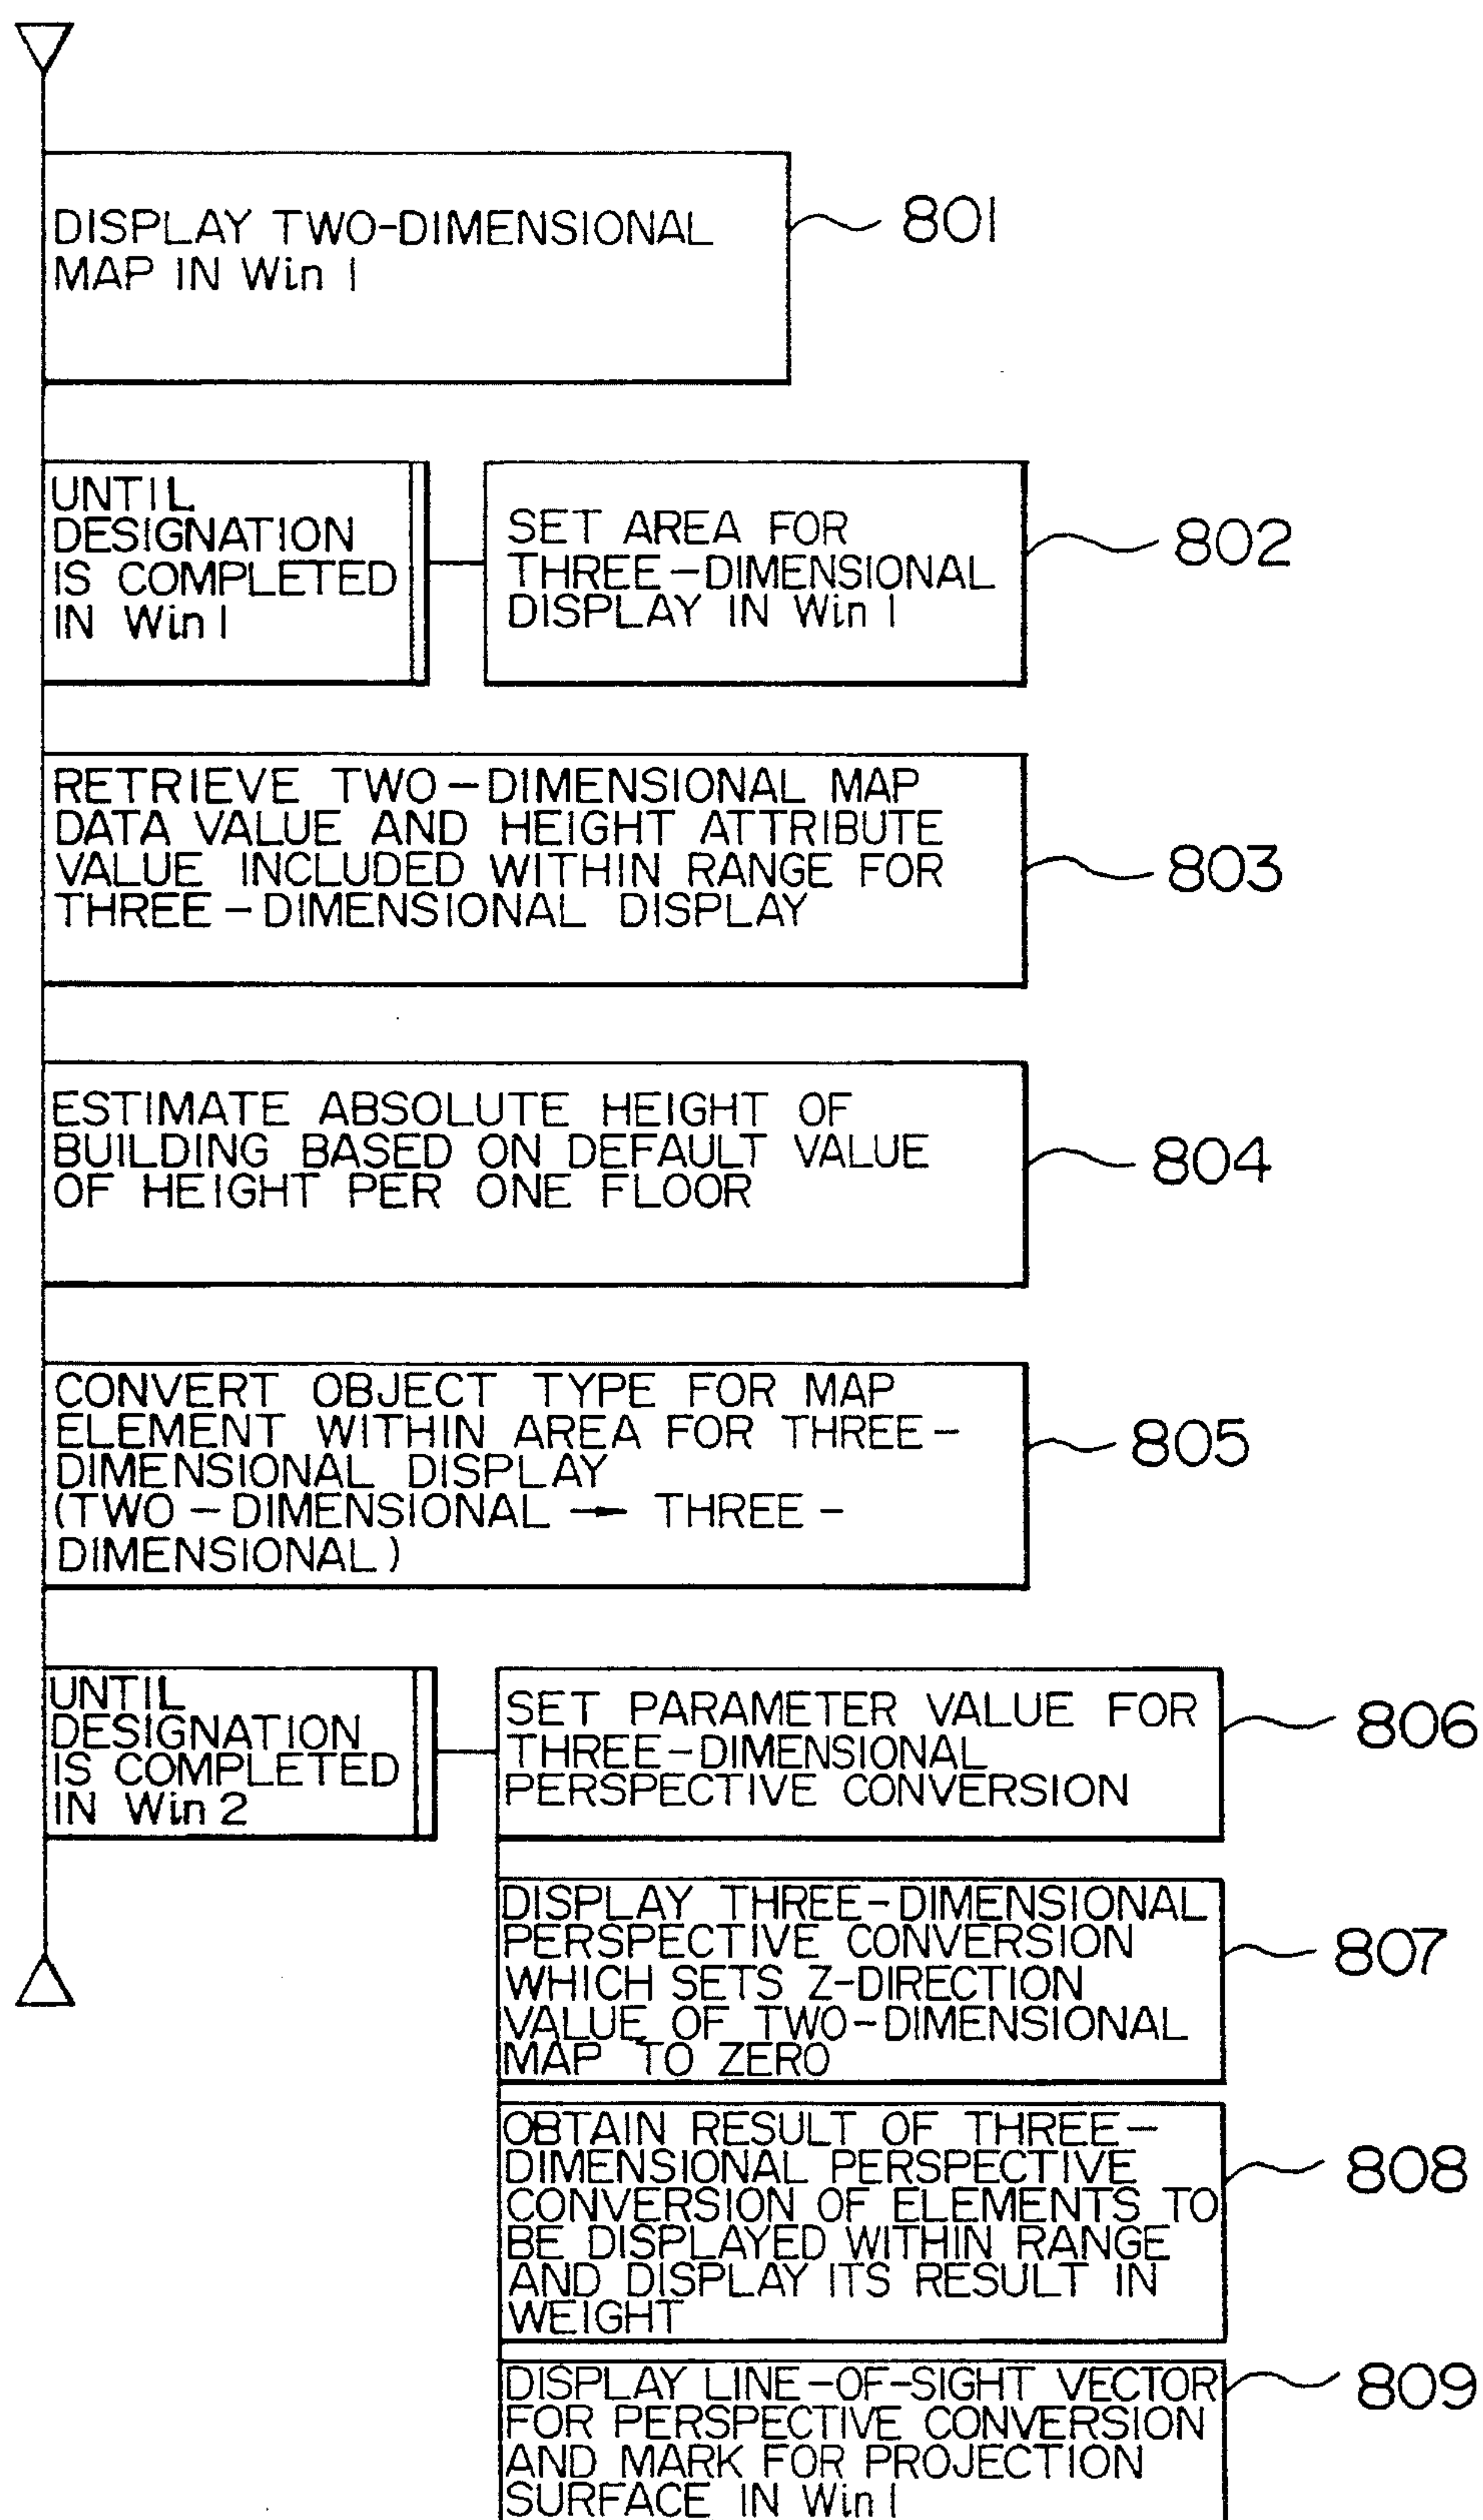 DISPLAY TWO-DIMENSIONAL
MAP IN Win 1
801
UNTIL
DESIGNATION
IS COMPLETED
IN Win 1
SET AREA FOR
THREE-DIMENSIONAL
DISPLAY IN Win 1
802
RETRIEVE TWO-DIMENSIONAL MAP
DATA VALUE AND HEIGHT ATTRIBUTE
VALUE INCLUDED WITHIN RANGE FOR
THREE-DIMENSIONAL DISPLAY
803
ESTIMATE ABSOLUTE HEIGHT OF
BUILDING BASED ON DEFAULT VALUE
OF HEIGHT PER ONE FLOOR
804
CONVERT OBJECT TYPE FOR MAP
ELEMENT WITHIN AREA FOR THREE-
DIMENSIONAL DISPLAY
(TWO-DIMENSIONAL → THREE-
DIMENSIONAL)
805
UNTIL
DESIGNATION
IS COMPLETED
IN Win 2
SET PARAMETER VALUE FOR
THREE-DIMENSIONAL
PERSPECTIVE CONVERSION
806
DISPLAY THREE-DIMENSIONAL
PERSPECTIVE CONVERSION
WHICH SETS Z-DIRECTION
VALUE OF TWO-DIMENSIONAL
MAP TO ZERO
807
OBTAIN RESULT OF THREE-
DIMENSIONAL PERSPECTIVE
CONVERSION OF ELEMENTS TO
BE DISPLAYED WITHIN RANGE
AND DISPLAY ITS RESULT IN
WEIGHT
808
DISPLAY LINE-OF-SIGHT VECTOR
FOR PERSPECTIVE CONVERSION
AND MARK FOR PROJECTION
SURFACE IN Win 1
809